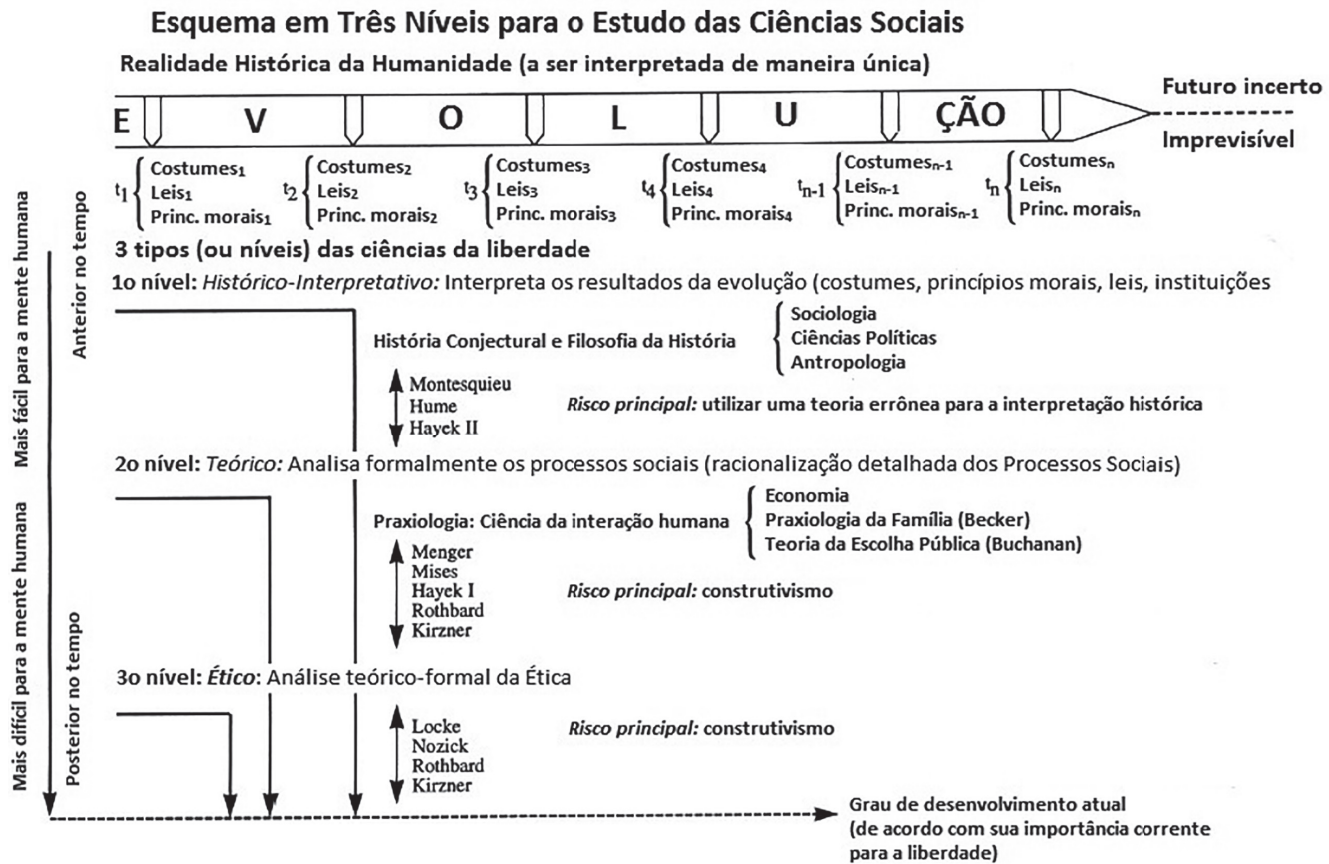 Esquema em Três Níveis para o Estudo das Ciências Sociais
Realidade Histórica da Humanidade (a ser interpretada de maneira única)
E V O L U ÇÃO
Futuro incerto
Imprevisível
t1 { Costumes1
Leis1
Princ. morais1
t2 { Costumes2
Leis2
Princ. morais2
t3 { Costumes3
Leis3
Princ. morais3
t4 { Costumes4
Leis4
Princ. morais4
tn-1 { Costumesn-1
Leisn-1
Princ. moraisn-1
tn { Costumesn
Leisn
Princ. moraisn
Mais fácil para a mente humana
Anterior no tempo
3 tipos (ou níveis) das ciências da liberdade
1o nível: Histórico-Interpretativo: Interpreta os resultados da evolução (costumes, princípios morais, leis, instituições
História Conjectural e Filosofia da História
Sociologia
Ciências Políticas
Antropologia
Montesquieu
Hume
Hayek II
Risco principal: utilizar uma teoria errônea para a interpretação histórica
2o nível: Teórico: Analisa formalmente os processos sociais (racionalização detalhada dos Processos Sociais)
Praxiologia: Ciência da interação humana
Economia
Praxiologia da Família (Becker)
Teoria da Escolha Pública (Buchanan)
Menger
Mises
Hayek I
Rothbard
Kirzner
Risco principal: construtivismo
Mais difícil para a mente humana
Posterior no tempo
3o nível: Ético: Análise teórico-formal da Ética
Locke
Nozick
Rothbard
Kirzner
Risco principal: construtivismo
Grau de desenvolvimento atual
(de acordo com sua importância corrente
para a liberdade)